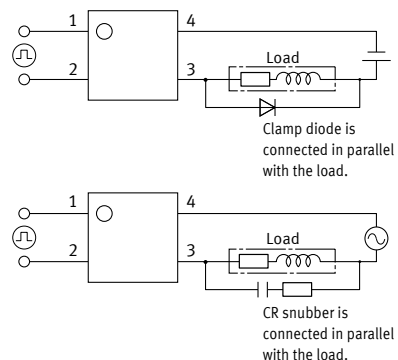 1
4
2
3
Load
Clamp diode is
connected in parallel
with the load.
1
4
2
3
Load
CR snubber is
connected in parallel
with the load.